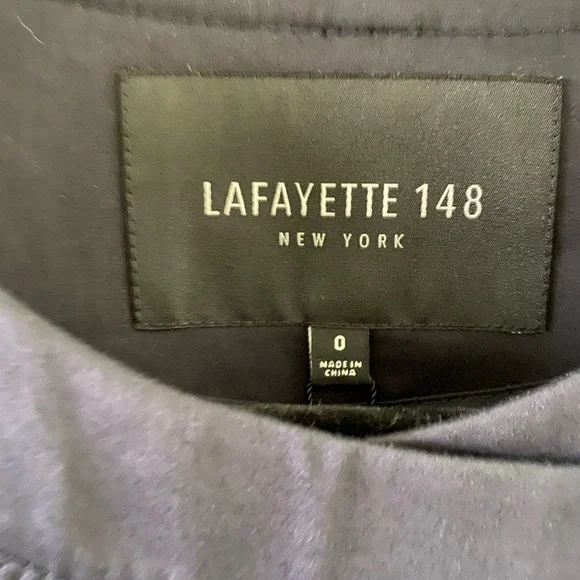 LAFAYETTE 148
NEW YORK
0
MADE IN
CHINA